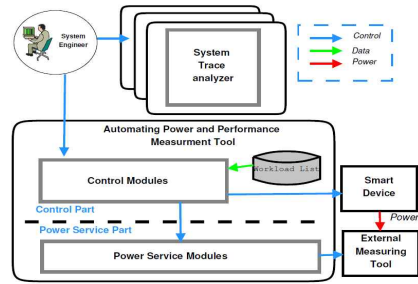 System
Engineer
System
Trace
analyzer
Control
Data
Power
Automating Power and Performance
Measurment Tool
Workload List
Control Modules
Smart
Device
Control Part
Power
Power Service Part
External
Measuring
Tool
Power Service Modules